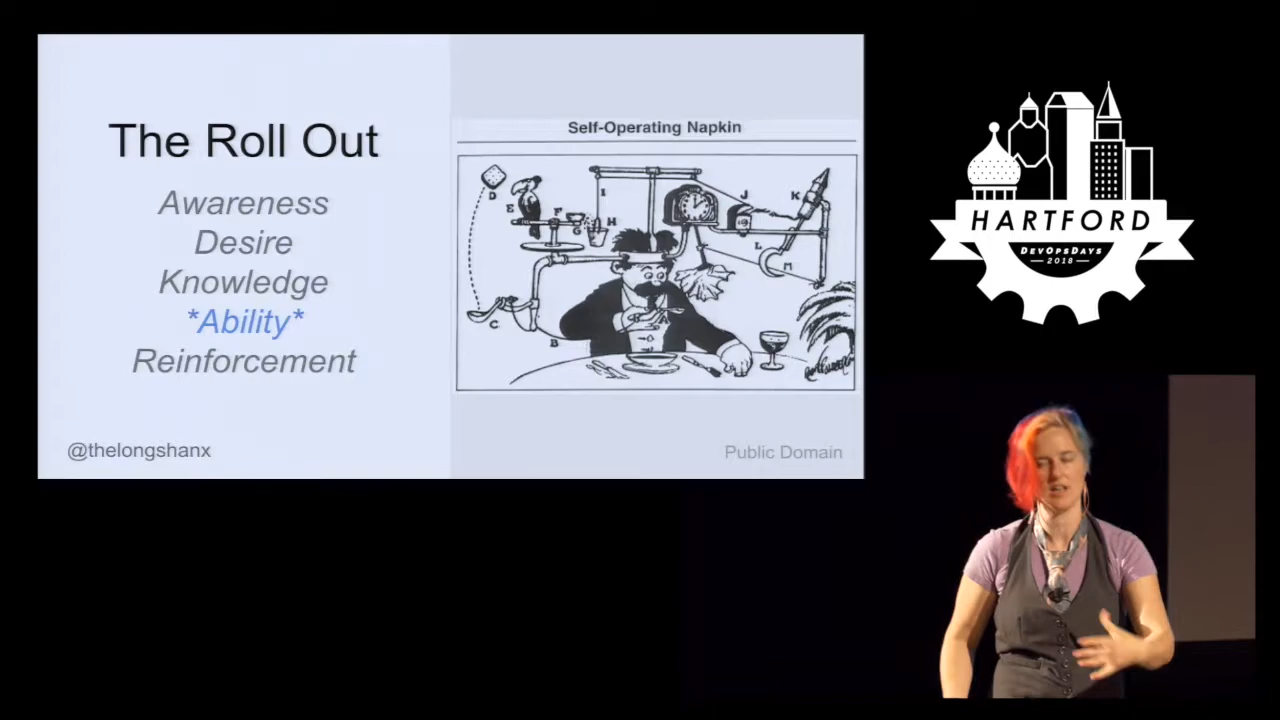 The Roll Out
Awareness
Desire
Knowledge
*Ability*
Reinforcement
@thelongshanx
Self-Operating Napkin
D
E
F
G
I
H
J
K
L
M
C
B
A
Public Domain
HARTFORD
DEVOPSDAYS
2018